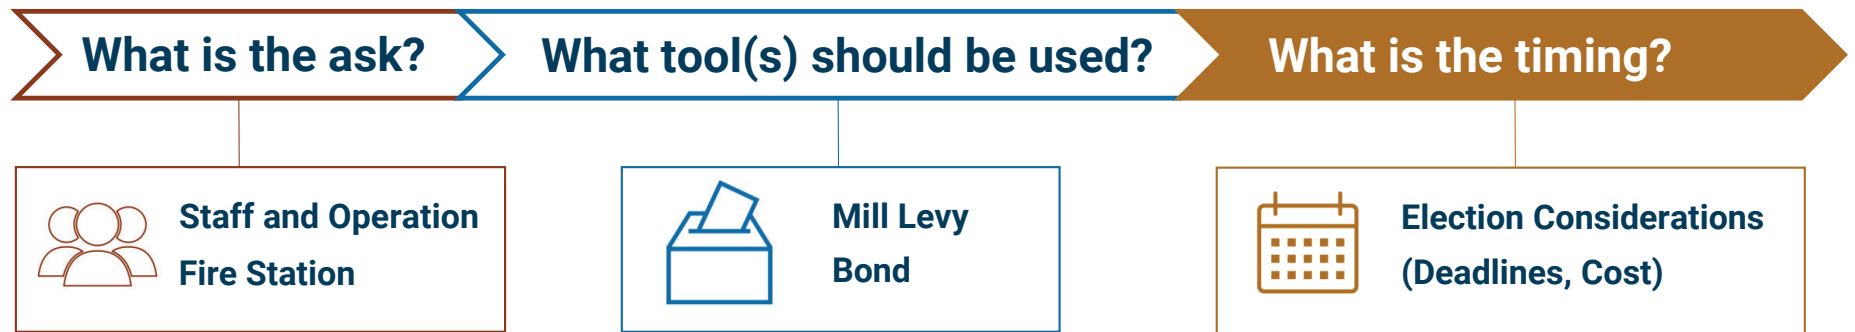 What is the ask?
What tool(s) should be used?
What is the timing?
Staff and Operation
Fire Station
Mill Levy
Bond
Election Considerations
(Deadlines, Cost)